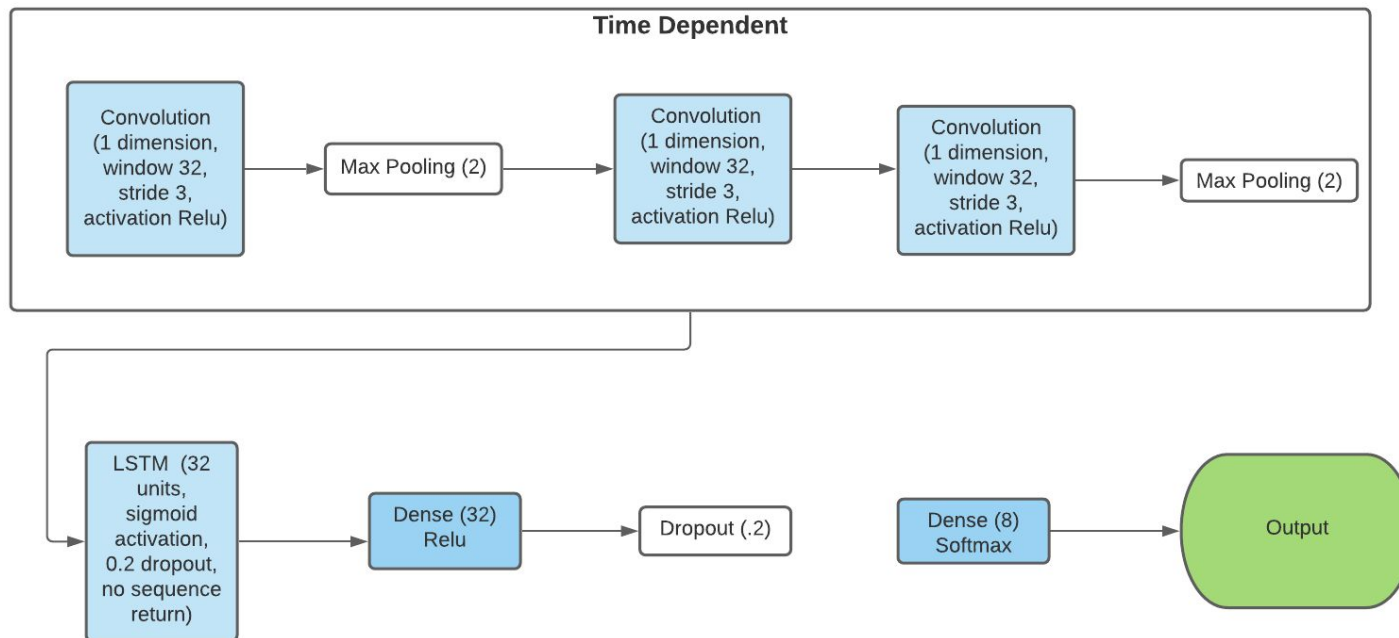 Time Dependent
Convolution
(1 dimension,
window 32,
stride 3,
activation Relu)
Max Pooling (2)
Convolution
(1 dimension,
window 32,
stride 3,
activation Relu)
Convolution
(1 dimension,
window 32,
stride 3,
activation Relu)
Max Pooling (2)
LSTM (32
units,
sigmoid
activation,
0.2 dropout,
no sequence
return)
Dense (32)
Relu
Dropout (.2)
Dense (8)
Softmax
Output